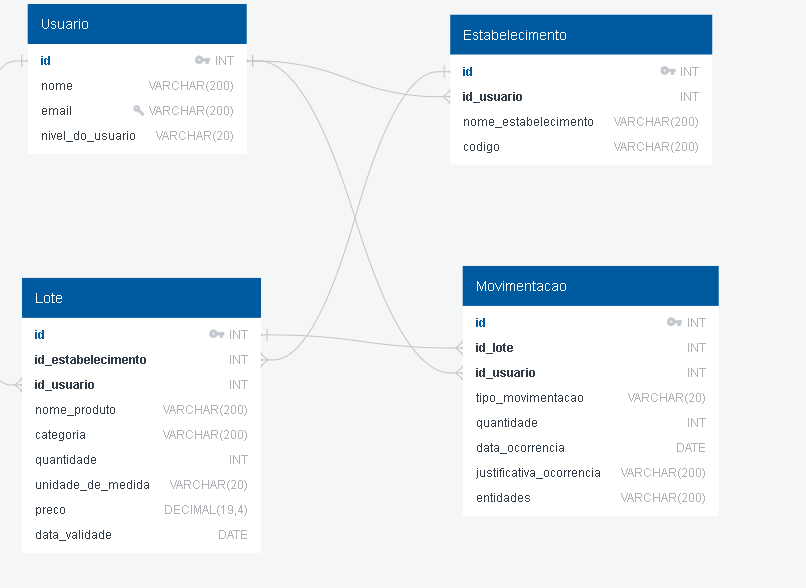 Usuario
id INT
nome VARCHAR(200)
email VARCHAR(200)
nivel_do_usuario VARCHAR(20)
Estabelecimento
id INT
id_usuario INT
nome_estabelecimento VARCHAR(200)
codigo VARCHAR(200)
Lote
id INT
id_estabelecimento INT
id_usuario INT
nome_produto VARCHAR(200)
categoria VARCHAR(200)
quantidade INT
unidade_de_medida VARCHAR(20)
preco DECIMAL(19,4)
data_validade DATE
Movimentacao
id INT
id_lote INT
id_usuario INT
tipo_movimentacao VARCHAR(20)
quantidade INT
data_ocorrencia DATE
justificativa_ocorrencia VARCHAR(200)
entidades VARCHAR(200)